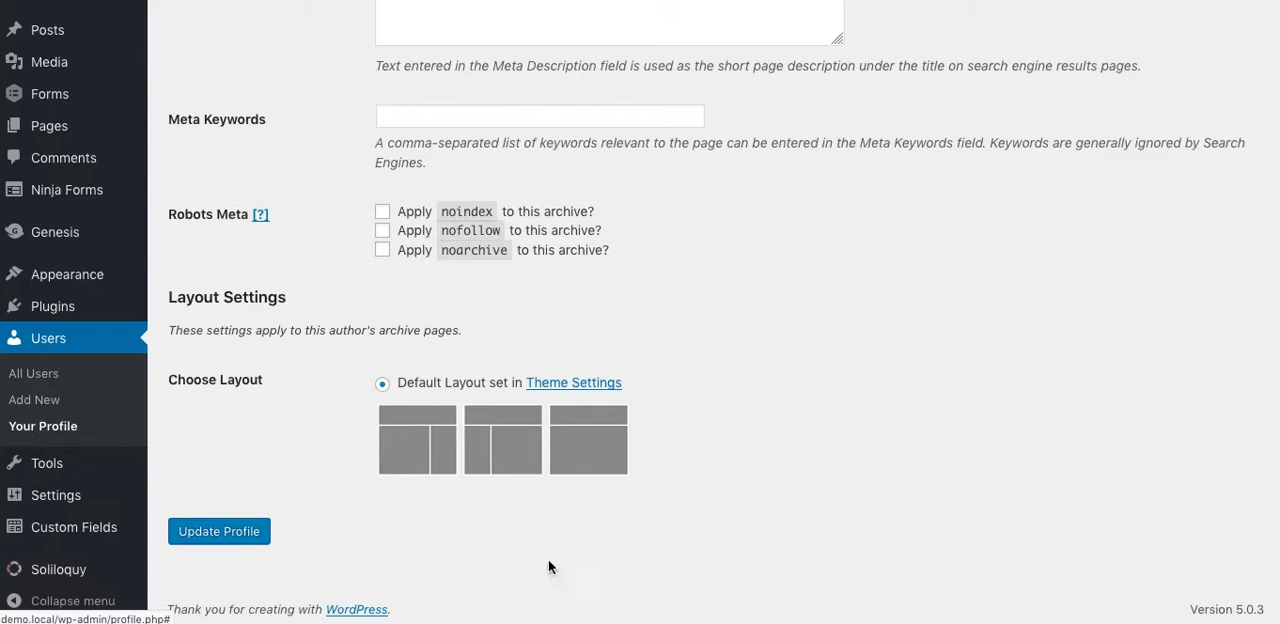 Posts
Media
Forms
Pages
Comments
Ninja Forms
Genesis
Appearance
Plugins
Users
All Users
Add New
Your Profile
Tools
Settings
Custom Fields
Soliloquy
Collapse menu
demo.local/wp-admin/profile.php#
Text entered in the Meta Description field is used as the short page description under the title on search engine results pages.
Meta Keywords
A comma-separated list of keywords relevant to the page can be entered in the Meta Keywords field. Keywords are generally ignored by Search
Engines.
Robots Meta [?]
Apply noindex to this archive?
Apply nofollow to this archive?
Apply noarchive to this archive?
Layout Settings
These settings apply to this author's archive pages.
Choose Layout
Default Layout set in Theme Settings
Update Profile
Thank you for creating with WordPress.
Version 5.0.3